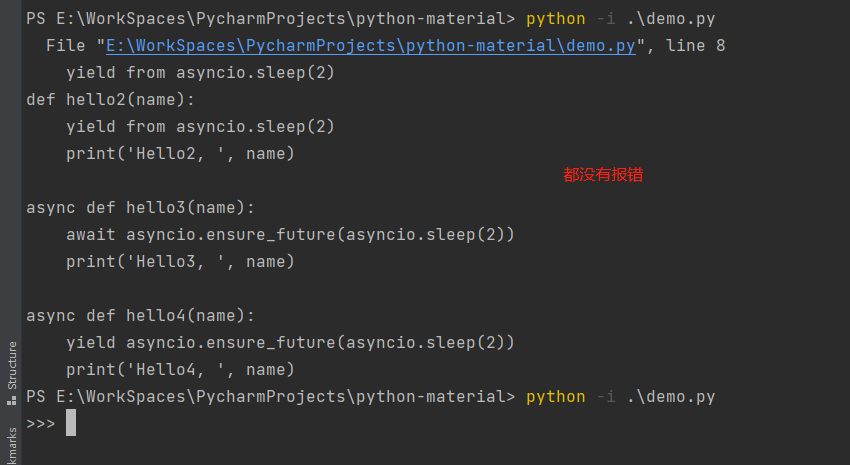 PS E:\WorkSpaces\PycharmProjects\python-material> python -i .\demo.py
  File "E:\WorkSpaces\PycharmProjects\python-material\demo.py", line 8
    yield from asyncio.sleep(2)
def hello2(name):
    yield from asyncio.sleep(2)
    print('Hello2, ', name)
都没有报错
async def hello3(name):
    await asyncio.ensure_future(asyncio.sleep(2))
    print('Hello3, ', name)
async def hello4(name):
    yield asyncio.ensure_future(asyncio.sleep(2))
    print('Hello4, ', name)
PS E:\WorkSpaces\PycharmProjects\python-material> python -i .\demo.py
>>>
Structure
kmarks